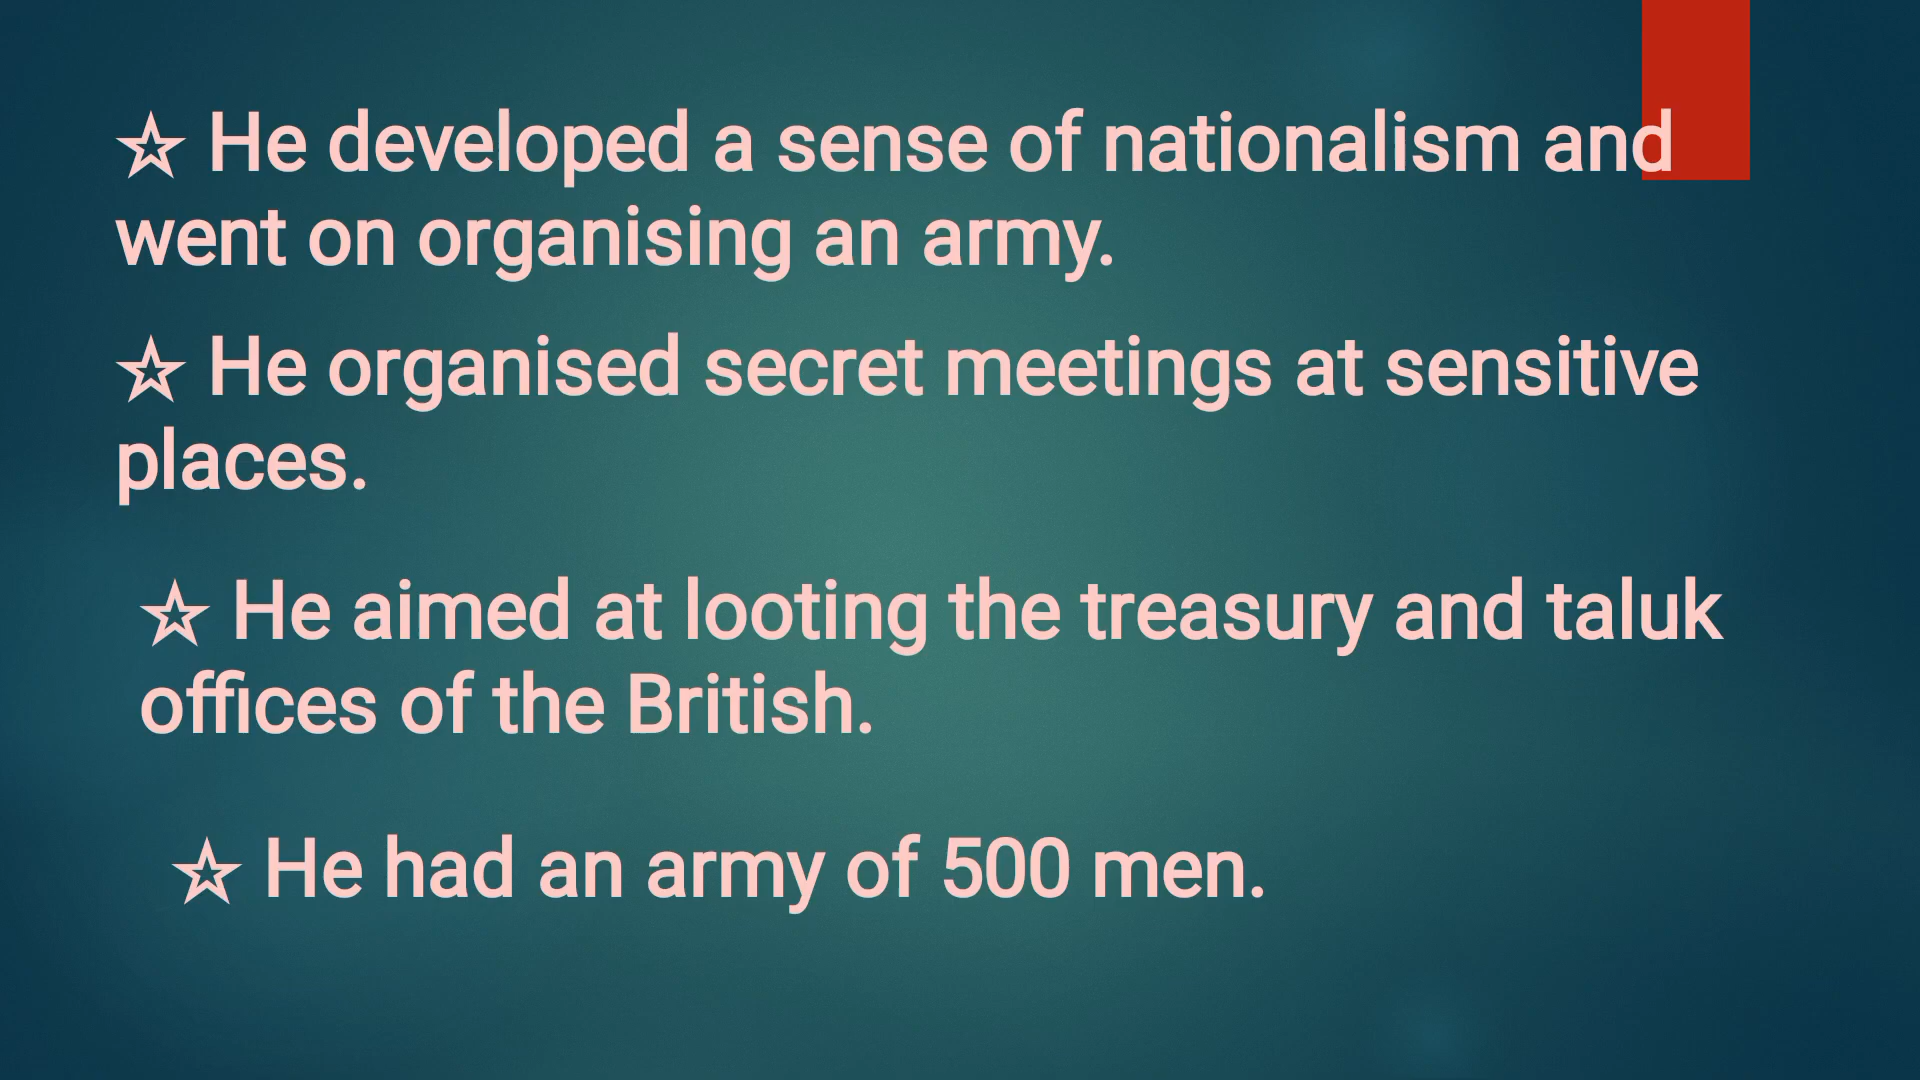 ☆ He developed a sense of nationalism and
went on organising an army.
☆ He organised secret meetings at sensitive
places.
☆ He aimed at looting the treasury and taluk
offices of the British.
☆ He had an army of 500 men.